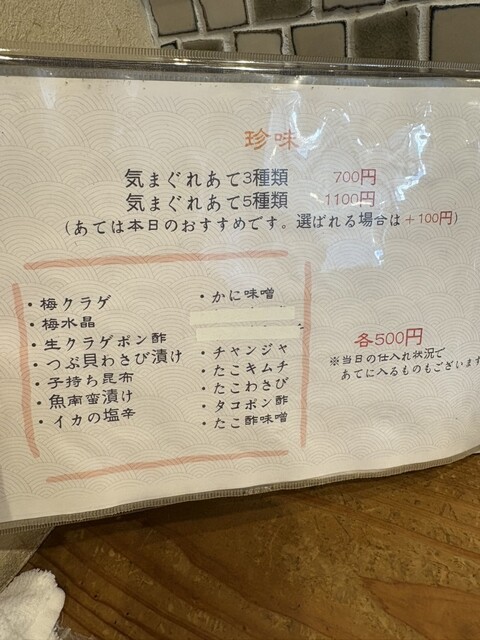 珍味
気まぐれあて3種類 700円
気まぐれあて5種類 1100円
(あては本日のおすすめです。選ばれる場合は+100円)
・梅クラゲ
・梅水晶
・生クラゲポン酢
・つぶ貝わさび漬け
・子持ち昆布
・魚南蛮漬け
・イカの塩辛
・かに味噌
・チャンジャ
・たこキムチ
・たこわさび
・タコポン酢
・たこ酢味噌
各500円
※当日の仕入れ状況で
あてに入るものもございます